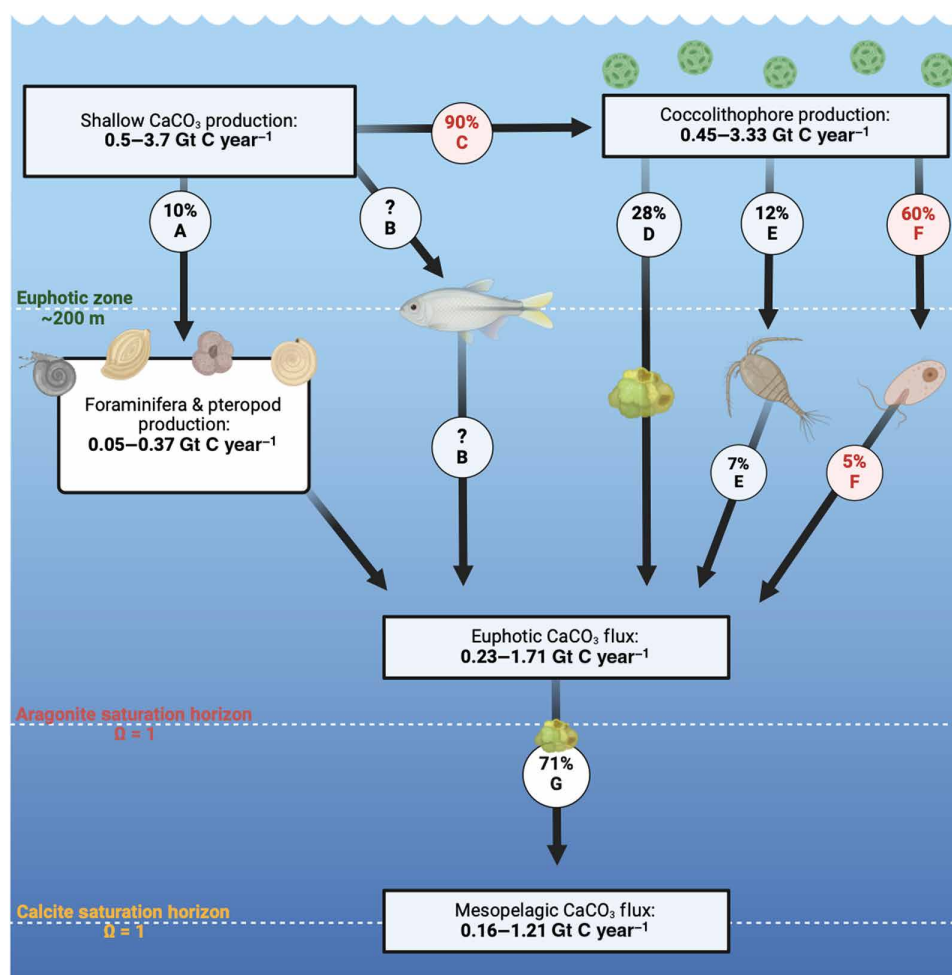 Shallow CaCO₃ production:
0.5–3.7 Gt C year⁻¹
90%
C
Coccolithophore production:
0.45–3.33 Gt C year⁻¹
10%
A
?
B
28%
D
12%
E
60%
F
Euphotic zone
~200 m
Foraminifera & pteropod
production:
0.05–0.37 Gt C year⁻¹
?
B
7%
E
5%
F
Euphotic CaCO₃ flux:
0.23–1.71 Gt C year⁻¹
Aragonite saturation horizon
Ω = 1
71%
G
Mesopelagic CaCO₃ flux:
0.16–1.21 Gt C year⁻¹
Calcite saturation horizon
Ω = 1